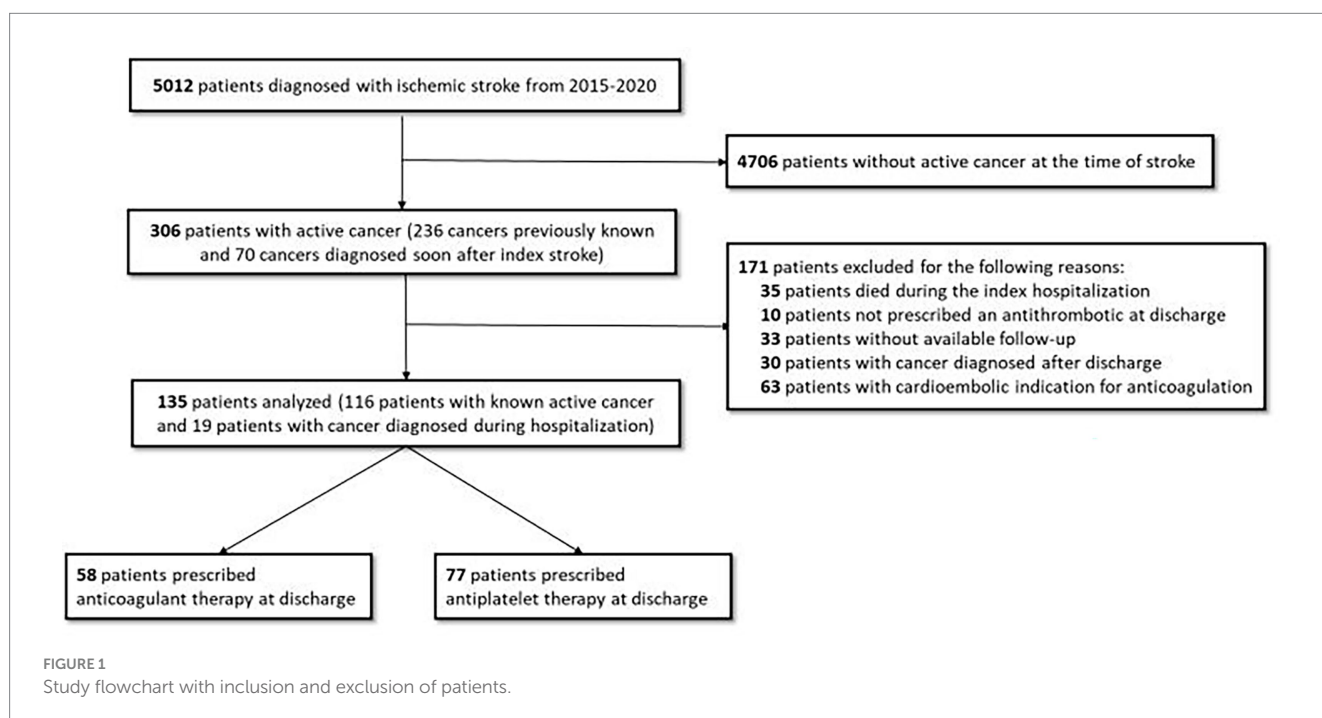 5012 patients diagnosed with ischemic stroke from 2015-2020
4706 patients without active cancer at the time of stroke
306 patients with active cancer (236 cancers previously known
and 70 cancers diagnosed soon after index stroke)
171 patients excluded for the following reasons:
35 patients died during the index hospitalization
10 patients not prescribed an antithrombotic at discharge
33 patients without available follow-up
30 patients with cancer diagnosed after discharge
63 patients with cardioembolic indication for anticoagulation
135 patients analyzed (116 patients with known active cancer
and 19 patients with cancer diagnosed during hospitalization)
58 patients prescribed
anticoagulant therapy at discharge
77 patients prescribed
antiplatelet therapy at discharge
FIGURE 1
Study flowchart with inclusion and exclusion of patients.